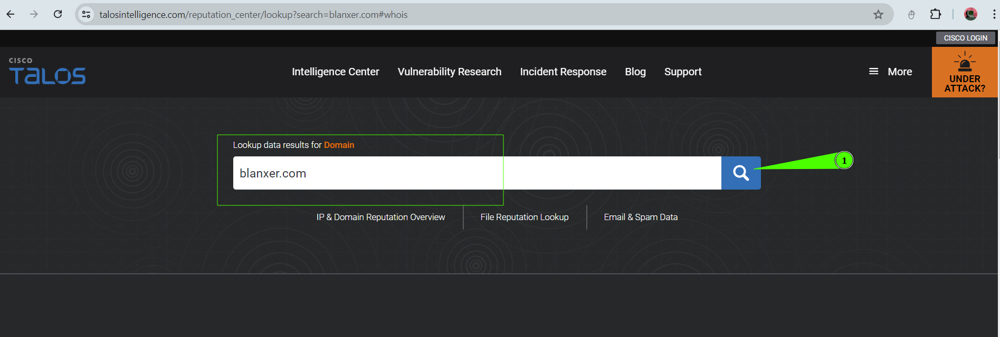 talosintelligence.com/reputation_center/lookup?search=blanxer.com#whois
CISCO LOGIN
CISCO
TALOS
Intelligence Center
Vulnerability Research
Incident Response
Blog
Support
More
UNDER
ATTACK?
Lookup data results for Domain
blanxer.com
1
IP & Domain Reputation Overview
File Reputation Lookup
Email & Spam Data